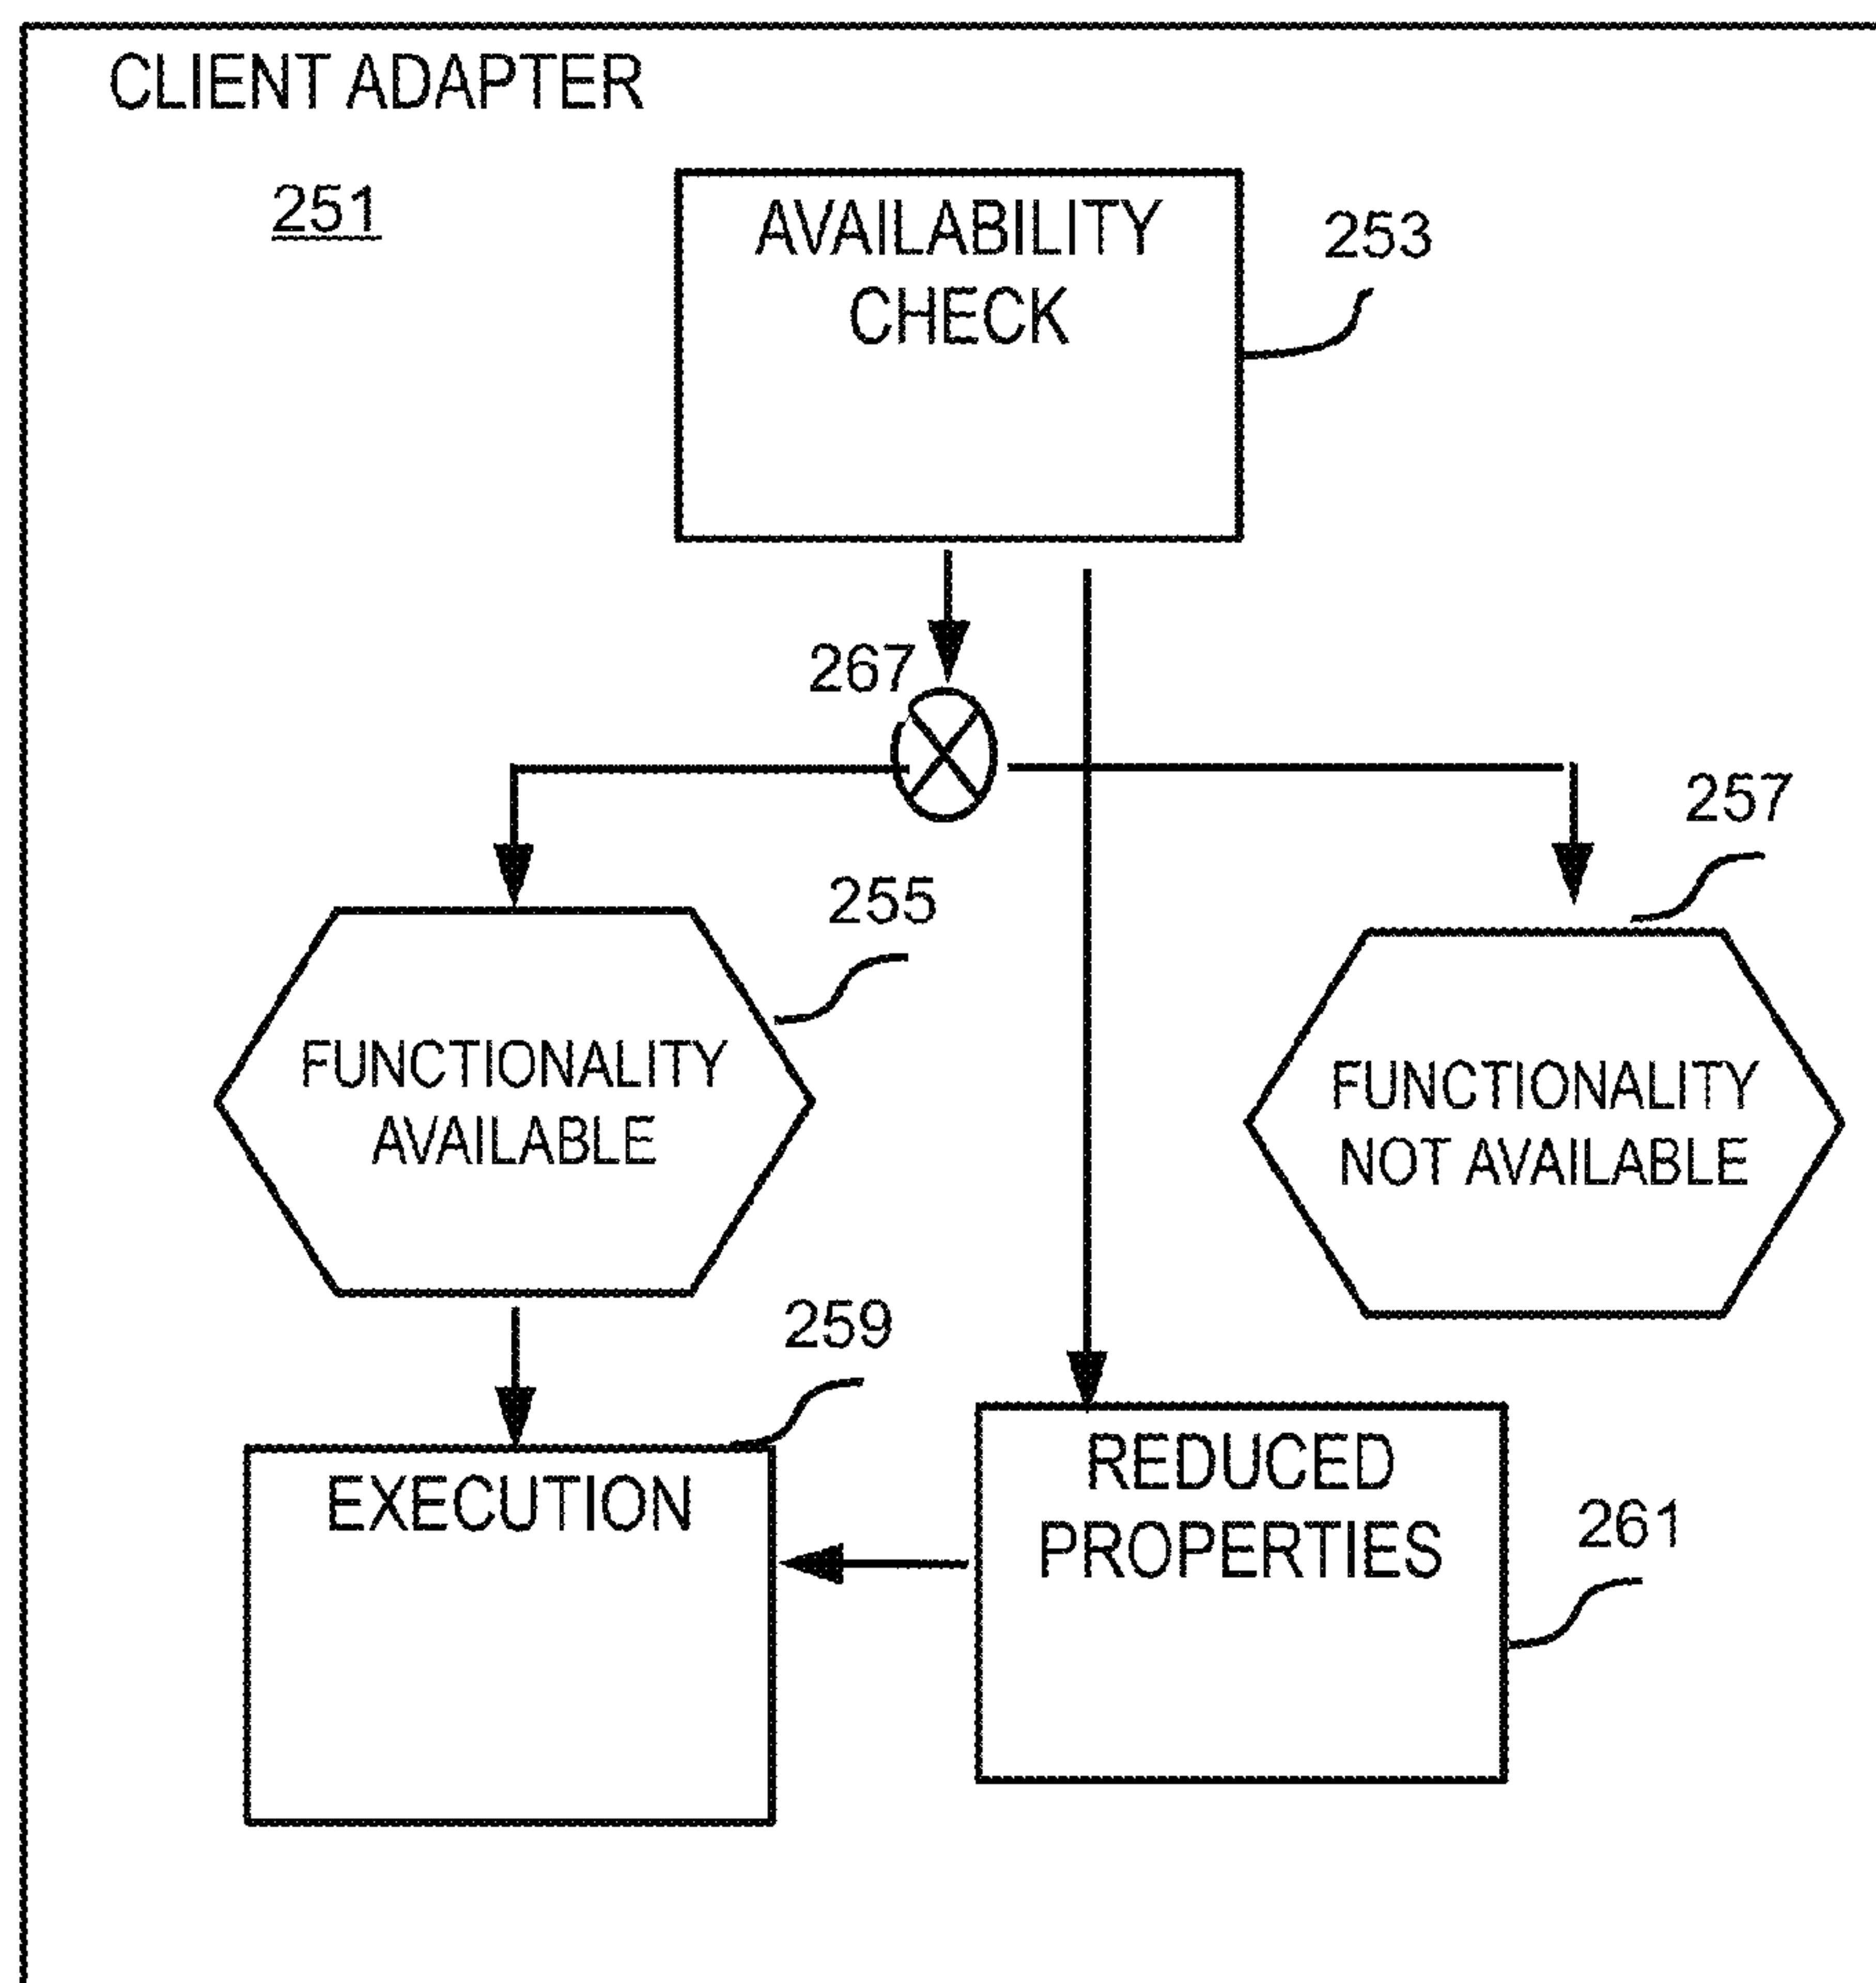 CLIENT ADAPTER
251
AVAILABILITY
CHECK
253
267
257
255
FUNCTIONALITY
AVAILABLE
FUNCTIONALITY
NOT AVAILABLE
259
EXECUTION
REDUCED
PROPERTIES
261